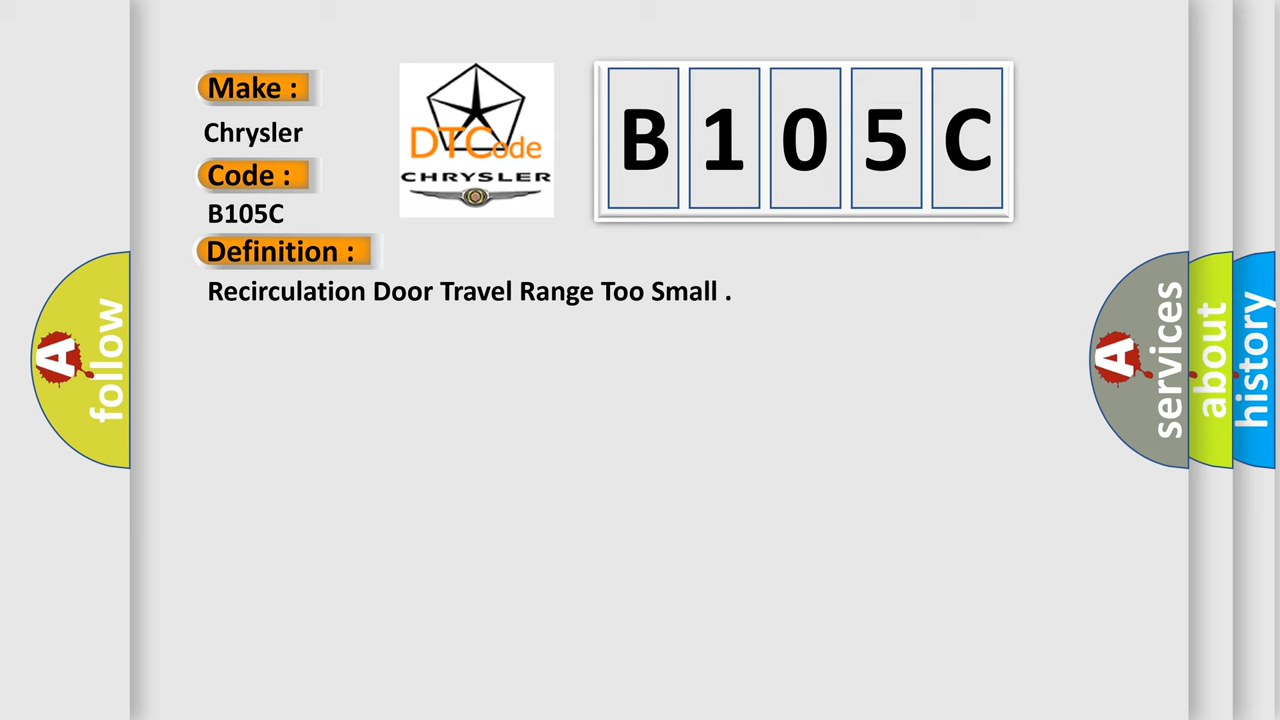 Make :
Chrysler
Code :
B105C
Definition :
Recirculation Door Travel Range Too Small .
DTCode
CHRYSLER
B 1 0 5 C
A
follow
A
services
about
history